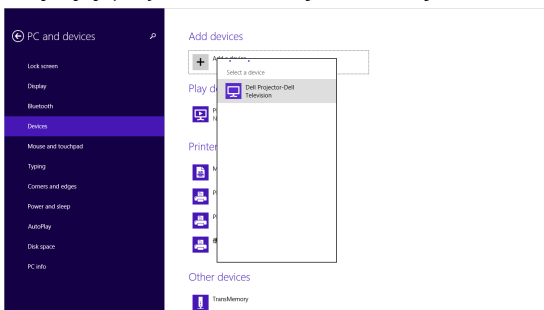 PC and devices
Lock screen
Display
Bluetooth
Devices
Mouse and touchpad
Typing
Corners and edges
Power and sleep
AutoPlay
Disk space
PC info
Add devices
Select a device
Dell Projector-Dell
Television
Play de
Printer
Other devices
TransMemory